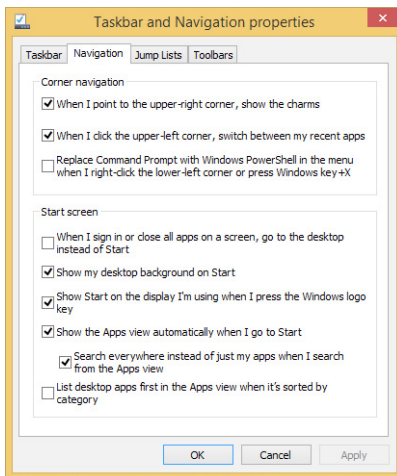 Taskbar and Navigation properties
Taskbar Navigation Jump Lists Toolbars
Corner navigation
When I point to the upper-right corner, show the charms
When I click the upper-left corner, switch between my recent apps
Replace Command Prompt with Windows PowerShell in the menu
when I right-click the lower-left corner or press Windows key+X
Start screen
When I sign in or close all apps on a screen, go to the desktop
instead of Start
Show my desktop background on Start
Show Start on the display I'm using when I press the Windows logo
key
Show the Apps view automatically when I go to Start
Search everywhere instead of just my apps when I search
from the Apps view
List desktop apps first in the Apps view when it's sorted by
category
OK Cancel Apply